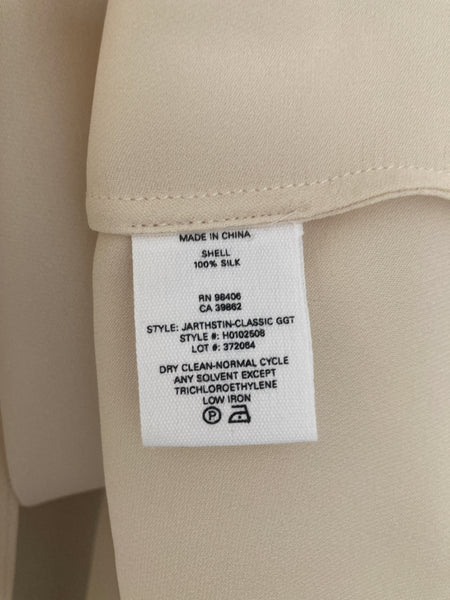 MADE IN CHINA
SHELL
100% SILK
RN 98406
CA 39862
STYLE: JARTHSTIN-CLASSIC GGT
STYLE #: H0102508
LOT #: 372064
DRY CLEAN-NORMAL CYCLE
ANY SOLVENT EXCEPT
TRICHLOROETHYLENE
LOW IRON
P